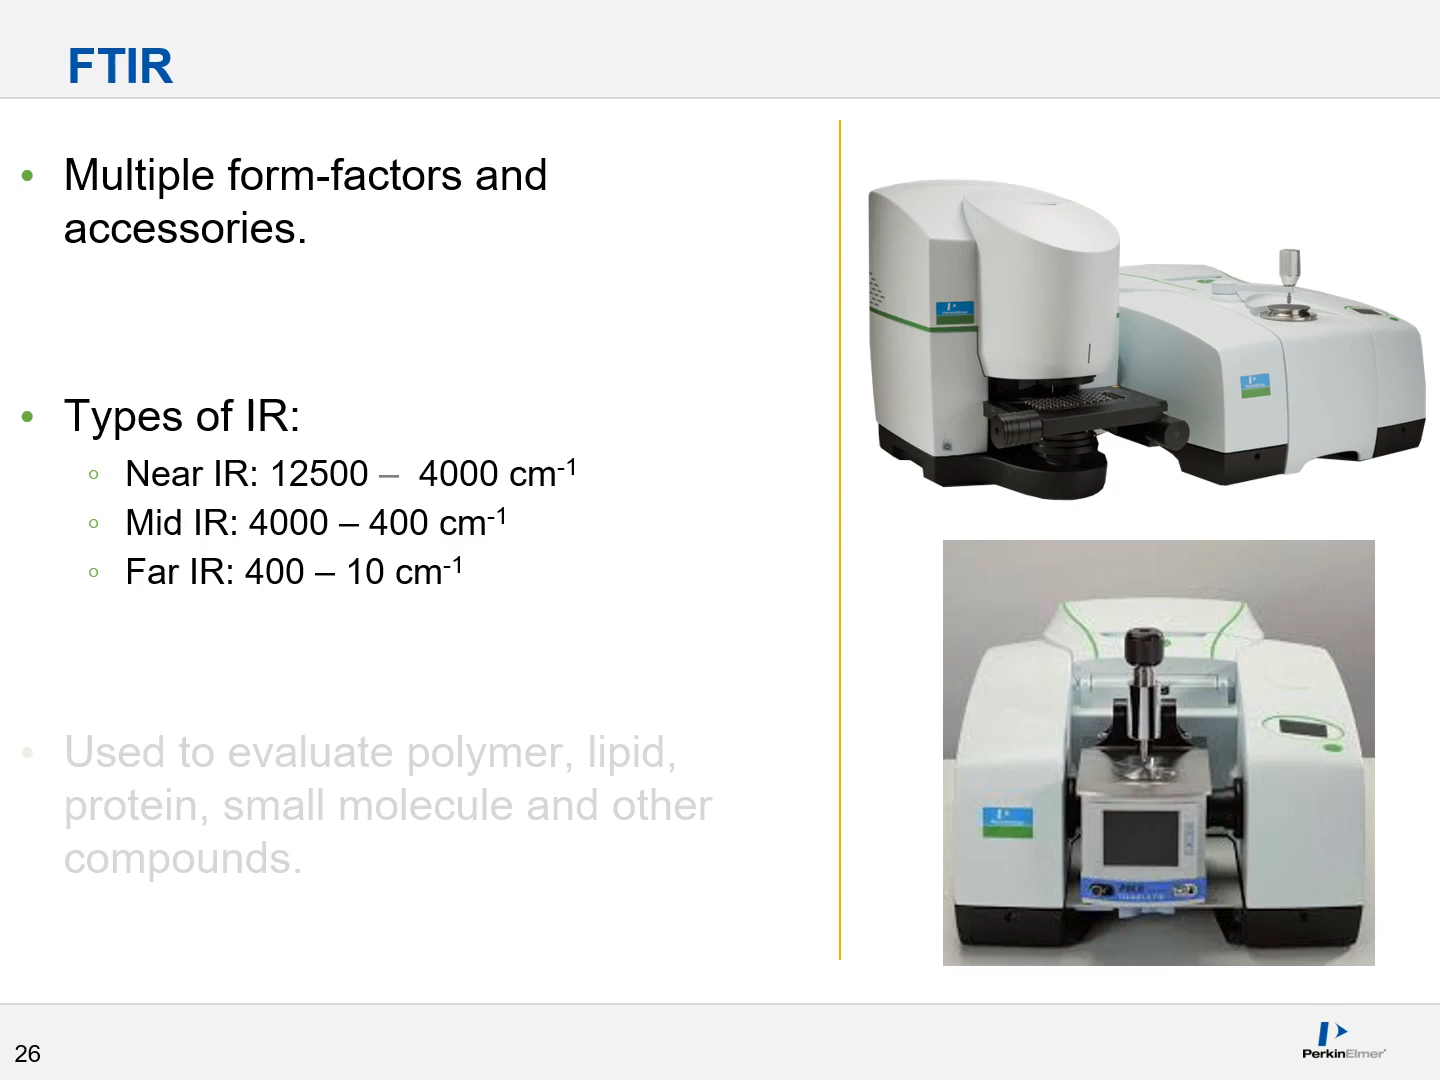 FTIR
• Multiple form-factors and
accessories.
• Types of IR:
◦ Near IR: 12500 – 4000 cm-1
◦ Mid IR: 4000 – 400 cm-1
◦ Far IR: 400 – 10 cm-1
• Used to evaluate polymer, lipid,
protein, small molecule and other
compounds.
PerkinElmer
26
PerkinElmer